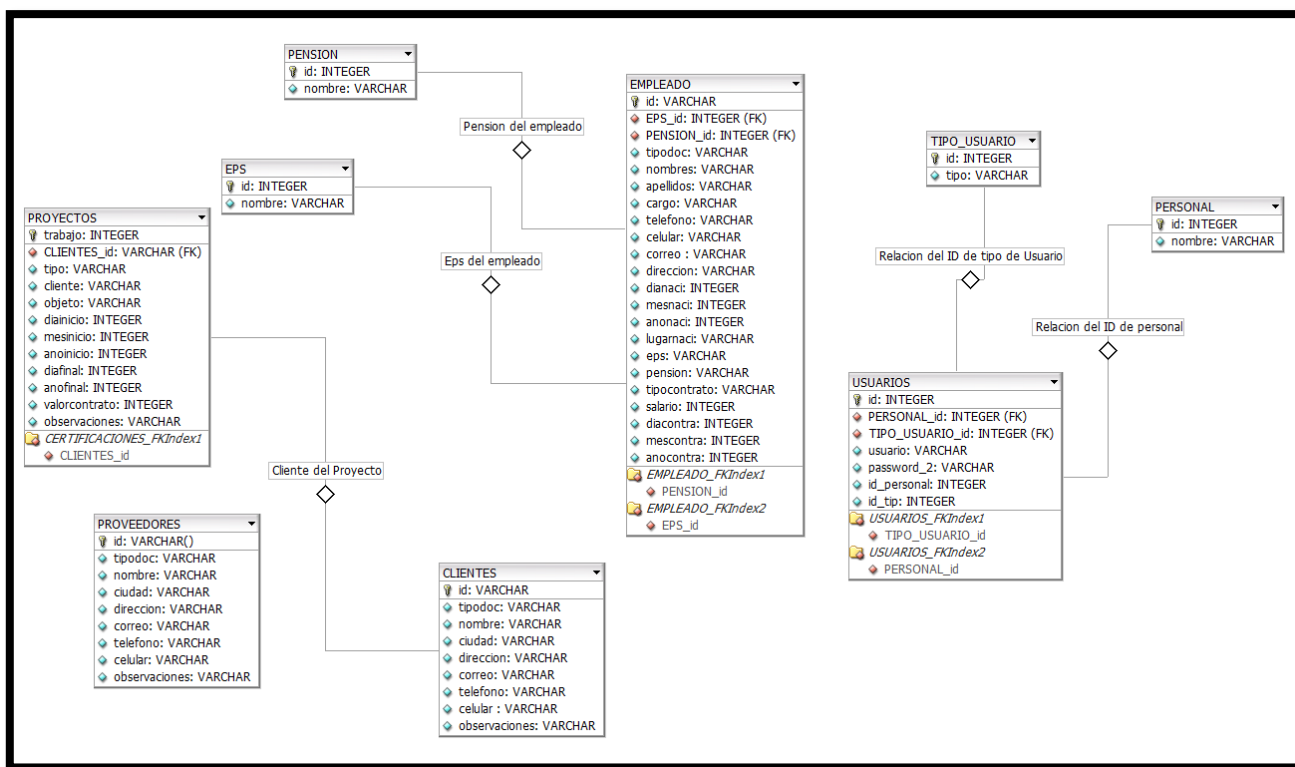 PENSION
id: INTEGER
nombre: VARCHAR
Pension del empleado
EPS
id: INTEGER
nombre: VARCHAR
Eps del empleado
PROYECTOS
trabajo: INTEGER
CLIENTES_id: VARCHAR (FK)
tipo: VARCHAR
cliente: VARCHAR
objeto: VARCHAR
diainicio: INTEGER
mesinicio: INTEGER
anoinicio: INTEGER
diafinal: INTEGER
anofinal: INTEGER
valorcontrato: INTEGER
observaciones: VARCHAR
CERTIFICACIONES_FKIndex1
CLIENTES_id
Cliente del Proyecto
PROVEEDORES
id: VARCHAR()
tipodoc: VARCHAR
nombre: VARCHAR
ciudad: VARCHAR
direccion: VARCHAR
correo: VARCHAR
telefono: VARCHAR
celular: VARCHAR
observaciones: VARCHAR
CLIENTES
id: VARCHAR
tipodoc: VARCHAR
nombre: VARCHAR
ciudad: VARCHAR
direccion: VARCHAR
correo: VARCHAR
telefono: VARCHAR
celular : VARCHAR
observaciones: VARCHAR
EMPLEADO
id: VARCHAR
EPS_id: INTEGER (FK)
PENSION_id: INTEGER (FK)
tipodoc: VARCHAR
nombres: VARCHAR
apellidos: VARCHAR
cargo: VARCHAR
telefono: VARCHAR
celular: VARCHAR
correo : VARCHAR
direccion: VARCHAR
dianaci: INTEGER
mesnaci: INTEGER
anonaci: INTEGER
lugarnaci: VARCHAR
eps: VARCHAR
pension: VARCHAR
tipocontrato: VARCHAR
salario: INTEGER
diacontra: INTEGER
mescontra: INTEGER
anocontra: INTEGER
EMPLEADO_FKIndex1
PENSION_id
EMPLEADO_FKIndex2
EPS_id
TIPO_USUARIO
id: INTEGER
tipo: VARCHAR
Relacion del ID de tipo de Usuario
PERSONAL
id: INTEGER
nombre: VARCHAR
Relacion del ID de personal
USUARIOS
id: INTEGER
PERSONAL_id: INTEGER (FK)
TIPO_USUARIO_id: INTEGER (FK)
usuario: VARCHAR
password_2: VARCHAR
id_personal: INTEGER
id_tip: INTEGER
USUARIOS_FKIndex1
TIPO_USUARIO_id
USUARIOS_FKIndex2
PERSONAL_id